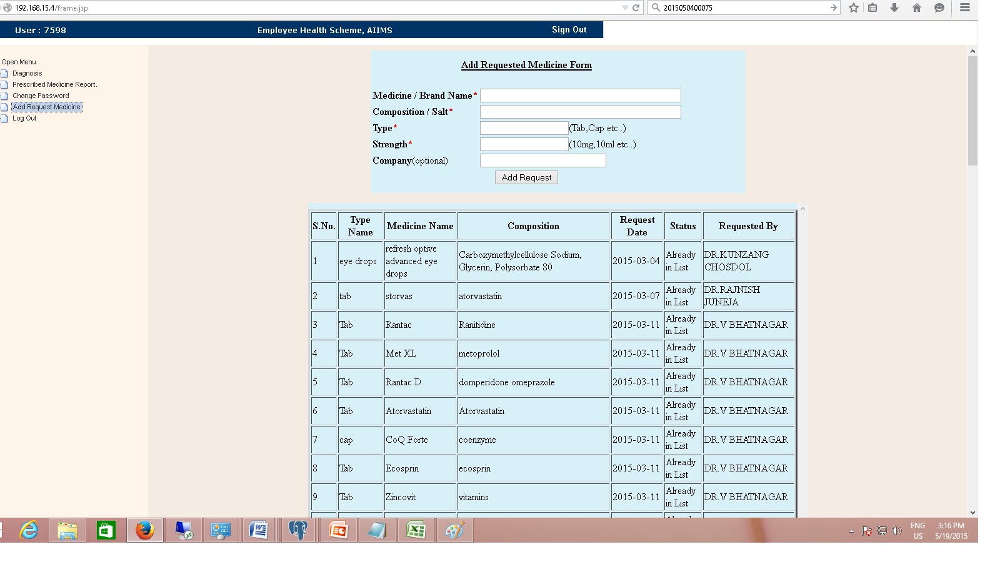 192.168.15.4/frame.jsp
2015050400075
User : 7598
Employee Health Scheme, AIIMS
Sign Out
Open Menu
Diagnosis
Prescribed Medicine Report.
Change Password
Add Request Medicine
Log Out
Add Requested Medicine Form
Medicine / Brand Name*
Composition / Salt*
Type*
(Tab,Cap etc..)
Strength*
(10mg,10ml etc..)
Company(optional)
Add Request
S.No. Type Name Medicine Name Composition Request Date Status Requested By
1 eye drops refresh optive advanced eye drops Carboxymethylcellulose Sodium, Glycerin, Polysorbate 80 2015-03-04 Already in List DR.KUNZANG CHOSDOL
2 tab storvas atorvastatin 2015-03-07 Already in List DR.RAJNISH JUNEJA
3 Tab Rantac Ranitidine 2015-03-11 Already in List DR.V BHATNAGAR
4 Tab Met XL metoprolol 2015-03-11 Already in List DR.V BHATNAGAR
5 Tab Rantac D domperidone omeprazole 2015-03-11 Already in List DR.V BHATNAGAR
6 Tab Atorvastatin Atorvastatin 2015-03-11 Already in List DR.V BHATNAGAR
7 cap CoQ Forte coenzyme 2015-03-11 Already in List DR.V BHATNAGAR
8 Tab Ecosprin ecosprin 2015-03-11 Already in List DR.V BHATNAGAR
9 Tab Zincovit vitamins 2015-03-11 Already in List DR.V BHATNAGAR
ENG
US
3:16 PM
5/19/2015